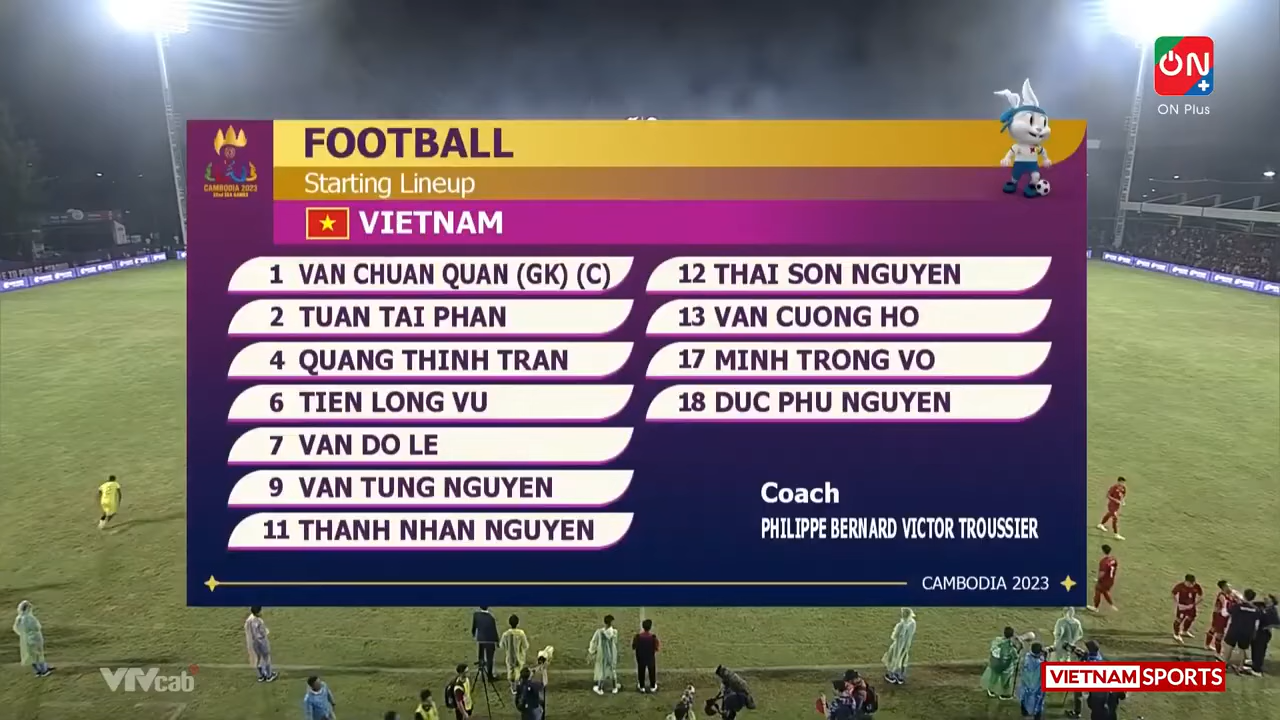 ON+
ON Plus
CAMBODIA 2023
FOOTBALL
Starting Lineup
VIETNAM
1 VAN CHUAN QUAN (GK) (C)
2 TUAN TAI PHAN
4 QUANG THINH TRAN
6 TIEN LONG VU
7 VAN DO LE
9 VAN TUNG NGUYEN
11 THANH NHAN NGUYEN
12 THAI SON NGUYEN
13 VAN CUONG HO
17 MINH TRONG VO
18 DUC PHU NGUYEN
Coach
PHILIPPE BERNARD VICTOR TROUSSIER
CAMBODIA 2023
VTVcab
VIETNAM SPORTS